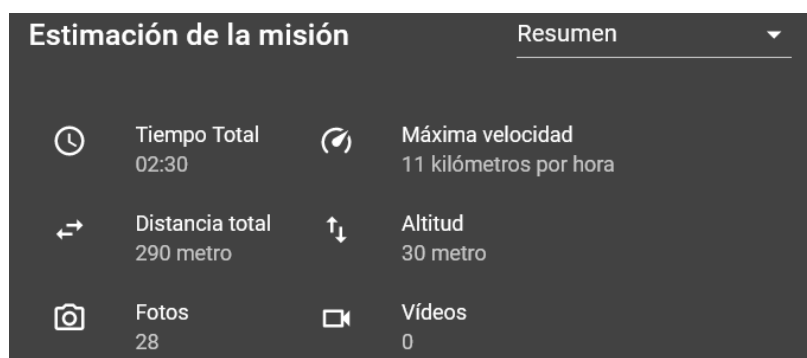 Estimación de la misión
Resumen
Tiempo Total
02:30
Máxima velocidad
11 kilómetros por hora
Distancia total
290 metro
Altitud
30 metro
Fotos
28
Vídeos
0